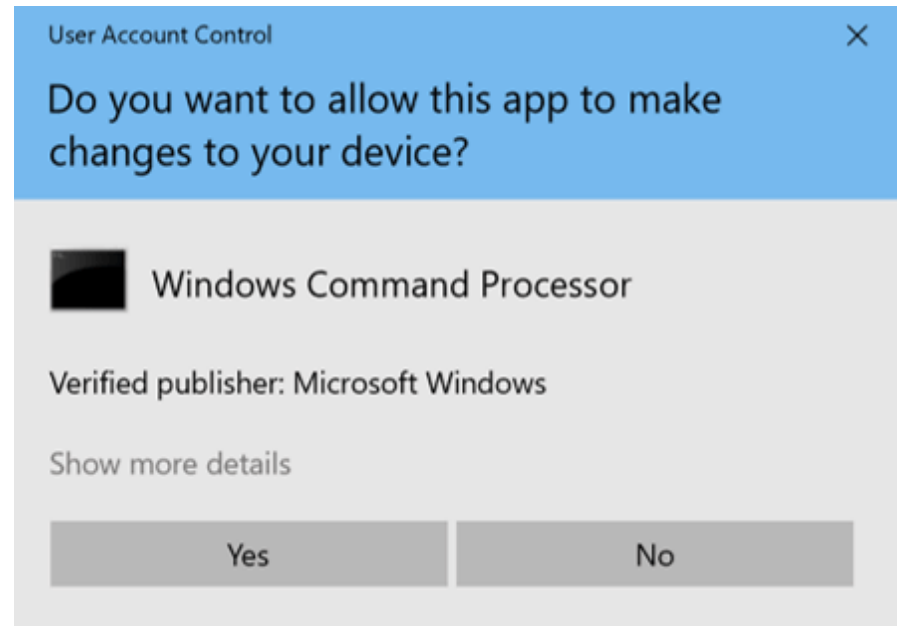 User Account Control
Do you want to allow this app to make
changes to your device?
Windows Command Processor
Verified publisher: Microsoft Windows
Show more details
Yes
No